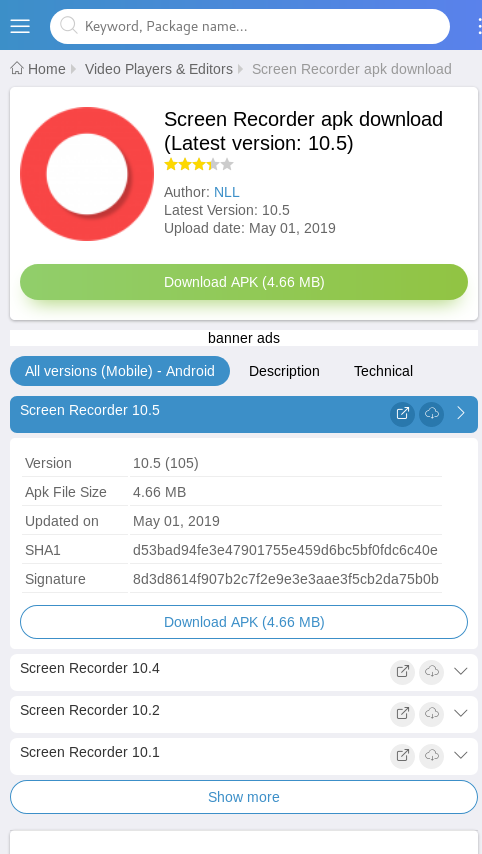 Keyword, Package name...
Home Video Players & Editors Screen Recorder apk download
Screen Recorder apk download
(Latest version: 10.5)
Author: NLL
Latest Version: 10.5
Upload date: May 01, 2019
Download APK (4.66 MB)
banner ads
All versions (Mobile) - Android Description Technical
Screen Recorder 10.5
Version 10.5 (105)
Apk File Size 4.66 MB
Updated on May 01, 2019
SHA1 d53bad94fe3e47901755e459d6bc5bf0fdc6c40e
Signature 8d3d8614f907b2c7f2e9e3e3aae3f5cb2da75b0b
Download APK (4.66 MB)
Screen Recorder 10.4
Screen Recorder 10.2
Screen Recorder 10.1
Show more